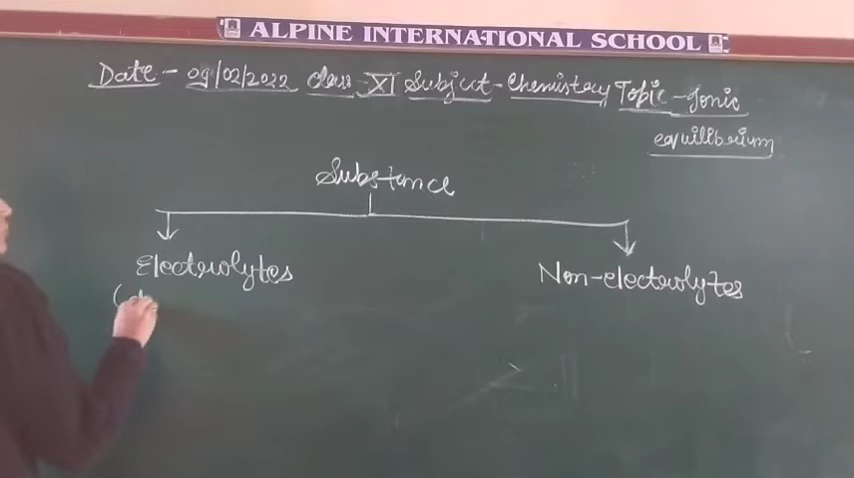 ALPINE INTERNATIONAL SCHOOL
Date - 09/02/2022 class - XI Subject - Chemistry Topic - Ionic
equilibrium
Substance
Electrolytes
Non-electrolytes